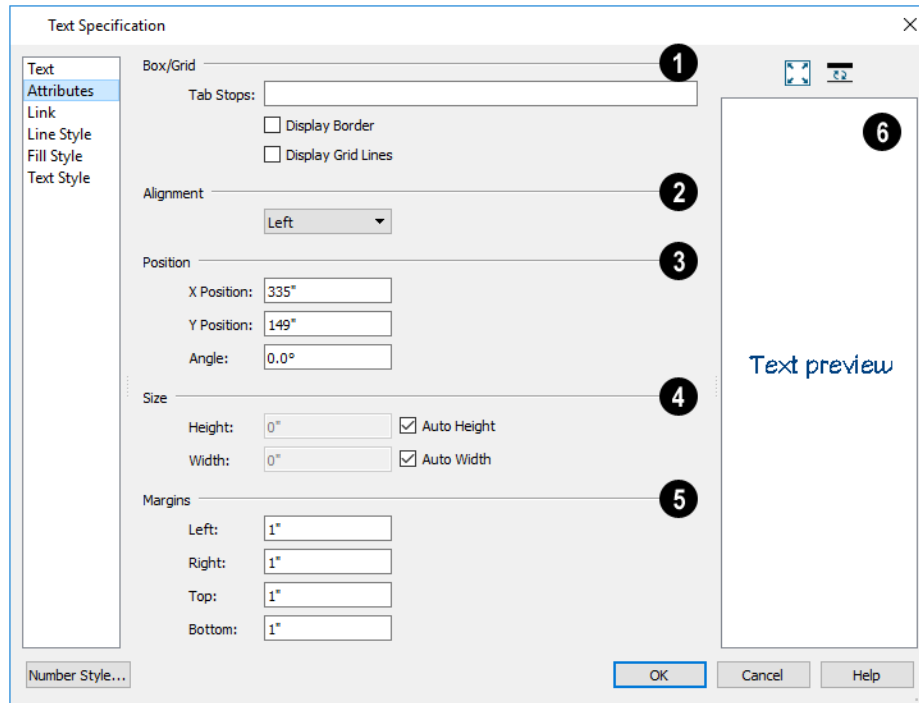 Text Specification
Text
Attributes
Link
Line Style
Fill Style
Text Style
Box/Grid 1
Tab Stops:
Display Border
Display Grid Lines
Alignment 2
Left
Position 3
X Position: 335"
Y Position: 149"
Angle: 0.0°
Size 4
Height: 0" Auto Height
Width: 0" Auto Width
Margins 5
Left: 1"
Right: 1"
Top: 1"
Bottom: 1"
6
Text preview
Number Style... OK Cancel Help